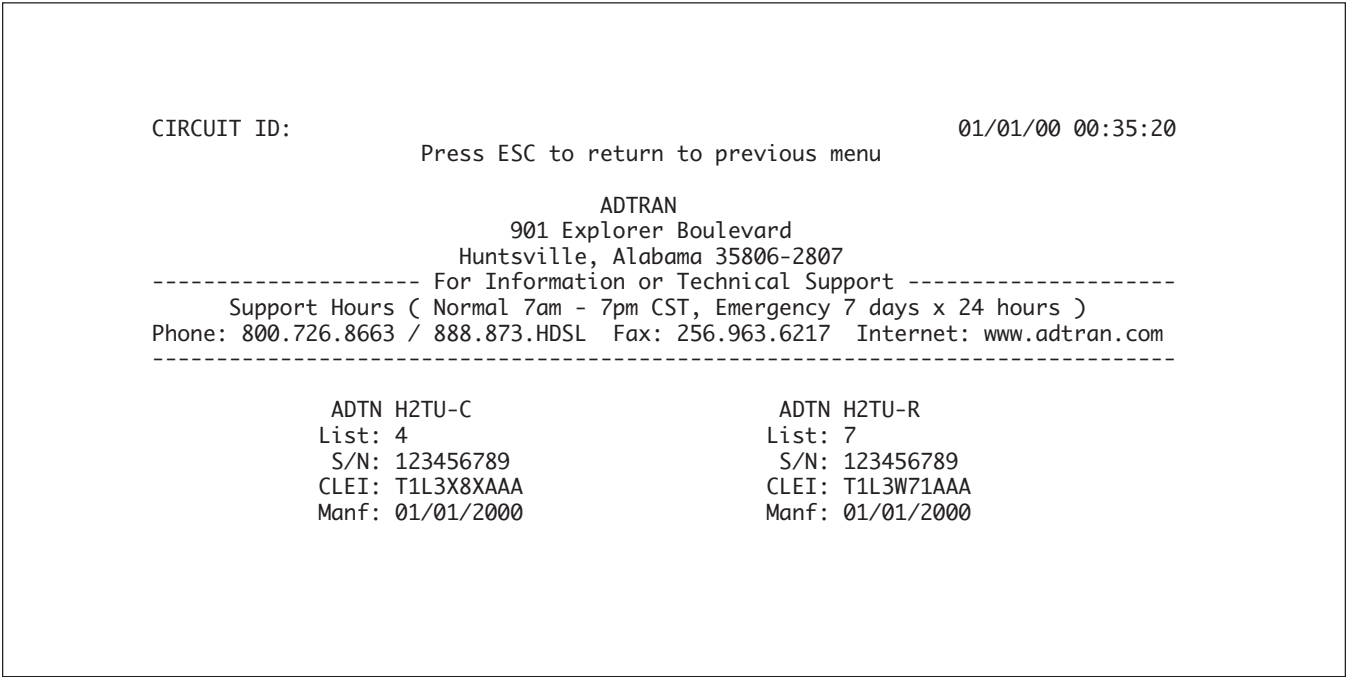 CIRCUIT ID: 01/01/00 00:35:20
Press ESC to return to previous menu
ADTRAN
901 Explorer Boulevard
Huntsville, Alabama 35806-2807
--------------------- For Information or Technical Support ---------------------
Support Hours ( Normal 7am - 7pm CST, Emergency 7 days x 24 hours )
Phone: 800.726.8663 / 888.873.HDSL  Fax: 256.963.6217  Internet: www.adtran.com
--------------------------------------------------------------------------------
ADTN H2TU-C ADTN H2TU-R
List: 4 List: 7
S/N: 123456789 S/N: 123456789
CLEI: T1L3X8XAAA CLEI: T1L3W71AAA
Manf: 01/01/2000 Manf: 01/01/2000